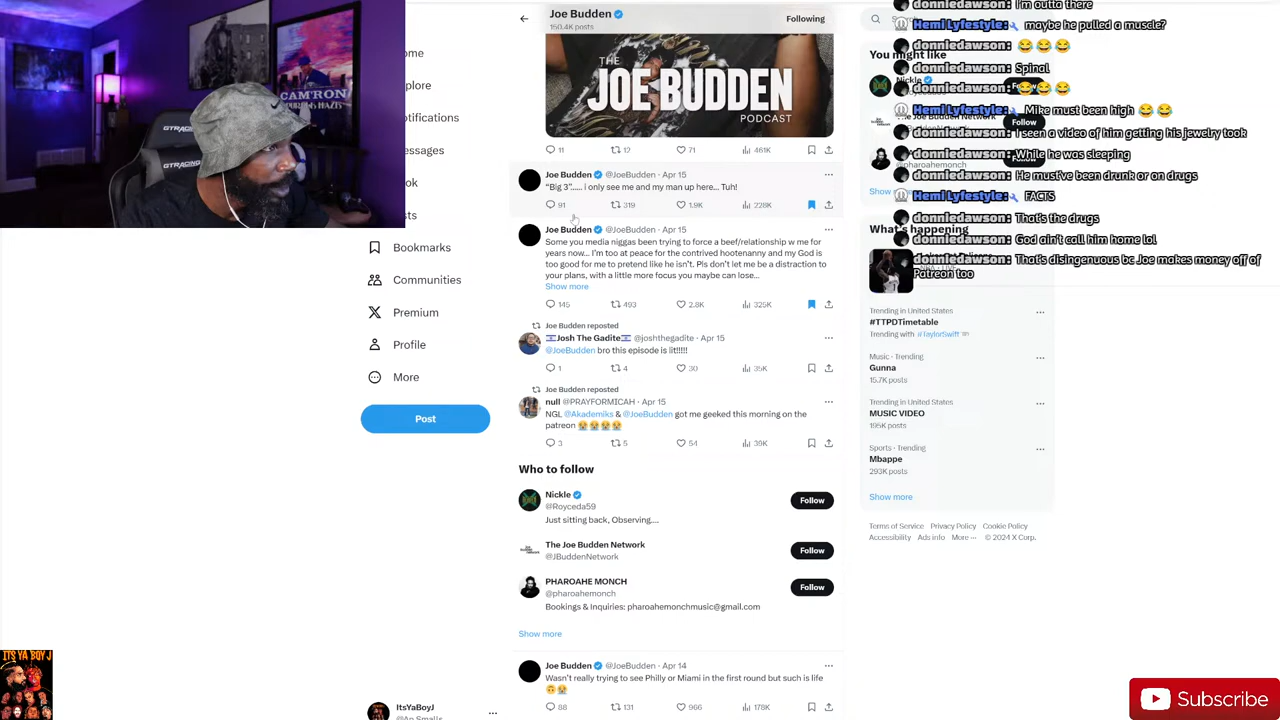 Joe Budden
150.4K posts
Following
ome
plore
otifications
essages
ok
sts
Bookmarks
Communities
Premium
Profile
More
Post
ItsYaBoyJ
GTRADING
GTRADING
CAM'RON
THE
JOE BUDDEN
PODCAST
11 12 71 461K
Joe Budden @JoeBudden · Apr 15
"Big 3"..... i only see me and my man up here... Tuh!
91 319 1.9K 228K
Joe Budden @JoeBudden · Apr 15
Some you media niggas been trying to force a beef/relationship w me for
years now... I'm too at peace for the contrived hootenanny and my God is
too good for me to pretend like he isn't. Pls don't let me be a distraction to
your plans, with a little more focus you maybe can lose...
Show more
145 493 2.8K 325K
Joe Budden reposted
Josh The Gadite @joshthegadite · Apr 15
@JoeBudden bro this episode is lit!!!!!
1 4 30 35K
Joe Budden reposted
null @PRAYFORMICAH · Apr 15
NGL @Akademiks & @JoeBudden got me geeked this morning on the
patreon 😭😭😭😭
3 5 54 39K
Who to follow
Nickle
@Royceda59
Just sitting back, Observing....
Follow
The Joe Budden Network
@JBuddenNetwork
Follow
PHAROAHE MONCH
@pharoahemonch
Bookings & Inquiries: pharoahemonchmusic@gmail.com
Follow
Show more
Joe Budden @JoeBudden · Apr 14
Wasn't really trying to see Philly or Miami in the first round but such is life
🙃😭
88 131 966 178K
You might like
Nickle
Follow
@pharoahemonch
What's happening
Trending in United States
#TTPDTimetable
Trending with #TaylorSwift
Music · Trending
Gunna
15.7K posts
Trending in United States
MUSIC VIDEO
195K posts
Sports · Trending
Mbappe
293K posts
Show more
Terms of Service Privacy Policy Cookie Policy
Accessibility Ads info More ··· © 2024 X Corp.
donniedawson: I'm outta there
Hemi Lyfestyle: maybe he pulled a muscle?
donniedawson: 😂😂😂
donniedawson: Spinal
donniedawson: 😂😂😂
Hemi Lyfestyle: Mike must been high 😂😂
donniedawson: I seen a video of him getting his jewelry took
donniedawson: While he was sleeping
donniedawson: He must've been drunk or on drugs
Hemi Lyfestyle: FACTS
donniedawson: That's the drugs
donniedawson: God ain't call him home lol
donniedawson: That's disingenuous bc Joe makes money off of
Patreon too
ITS YA BOY J
Subscribe